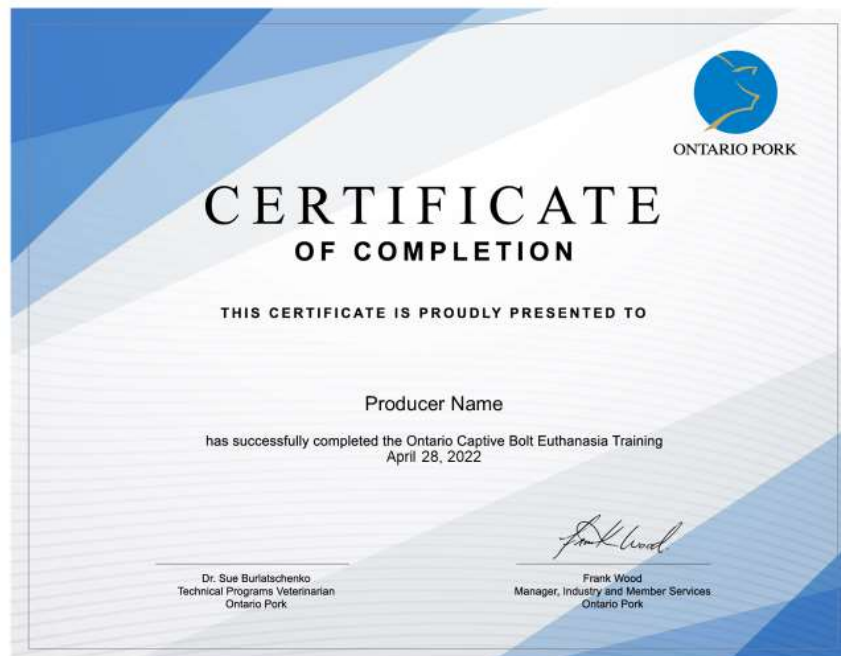 ONTARIO PORK
CERTIFICATE
OF COMPLETION
THIS CERTIFICATE IS PROUDLY PRESENTED TO
Producer Name
has successfully completed the Ontario Captive Bolt Euthanasia Training
April 28, 2022
Frank Wood
Dr. Sue Burlatschenko
Technical Programs Veterinarian
Ontario Pork
Frank Wood
Manager, Industry and Member Services
Ontario Pork